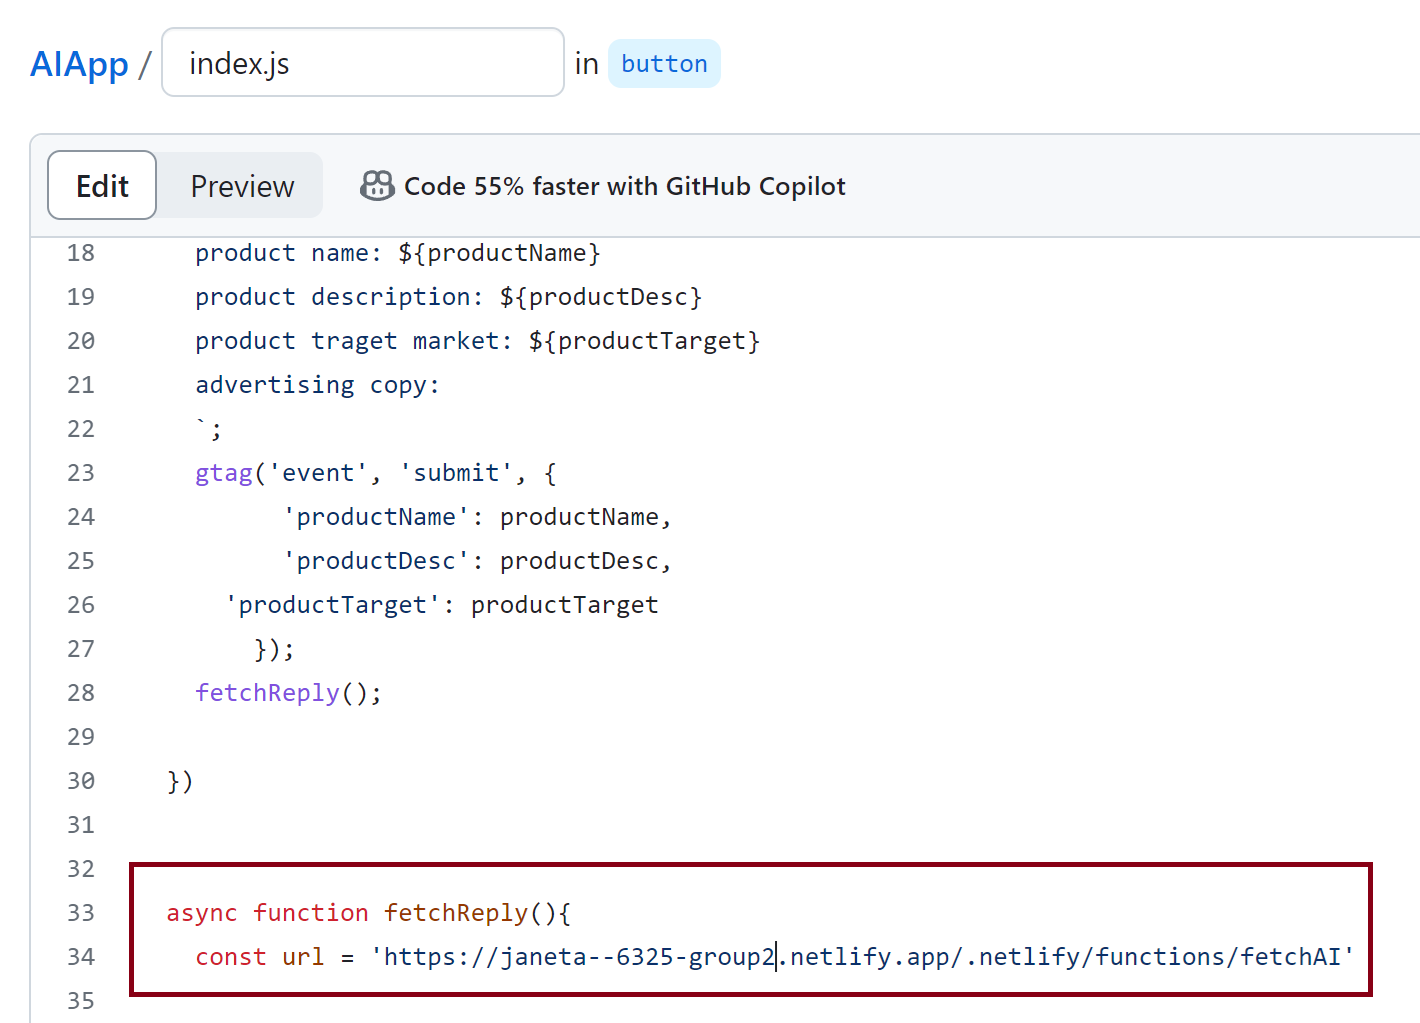 AIApp / index.js in button
Edit Preview Code 55% faster with GitHub Copilot
18 product name: ${productName}
19 product description: ${productDesc}
20 product traget market: ${productTarget}
21 advertising copy:
22 `;
23 gtag('event', 'submit', {
24 'productName': productName,
25 'productDesc': productDesc,
26 'productTarget': productTarget
27 });
28 fetchReply();
29
30 })
31
32
33 async function fetchReply(){
34 const url = 'https://janeta--6325-group2.netlify.app/.netlify/functions/fetchAI'
35